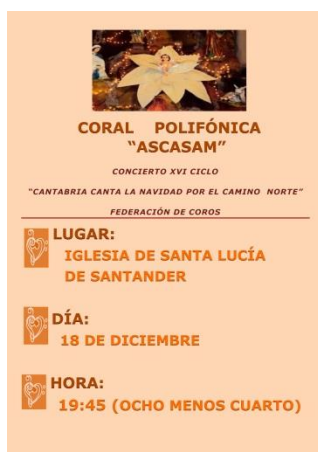 CORAL POLIFÓNICA
“ASCASAM”
CONCIERTO XVI CICLO
“CANTABRIA CANTA LA NAVIDAD POR EL CAMINO NORTE”
FEDERACIÓN DE COROS
LUGAR:
IGLESIA DE SANTA LUCÍA
DE SANTANDER
DÍA:
18 DE DICIEMBRE
HORA:
19:45 (OCHO MENOS CUARTO)